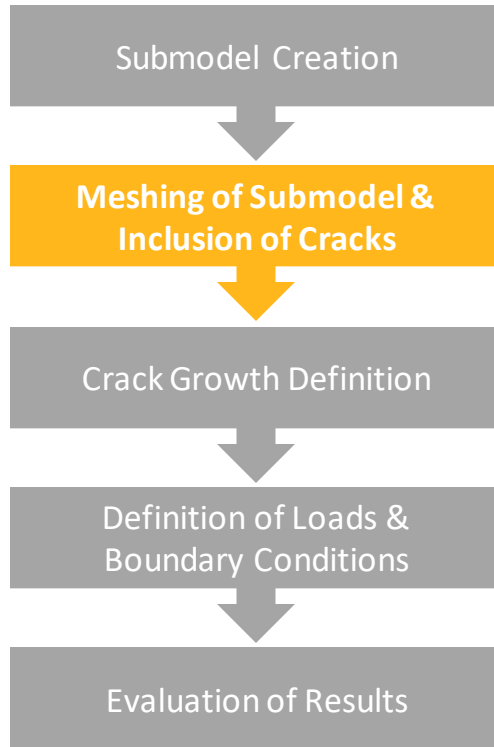 Submodel Creation
Meshing of Submodel &
Inclusion of Cracks
Crack Growth Definition
Definition of Loads &
Boundary Conditions
Evaluation of Results